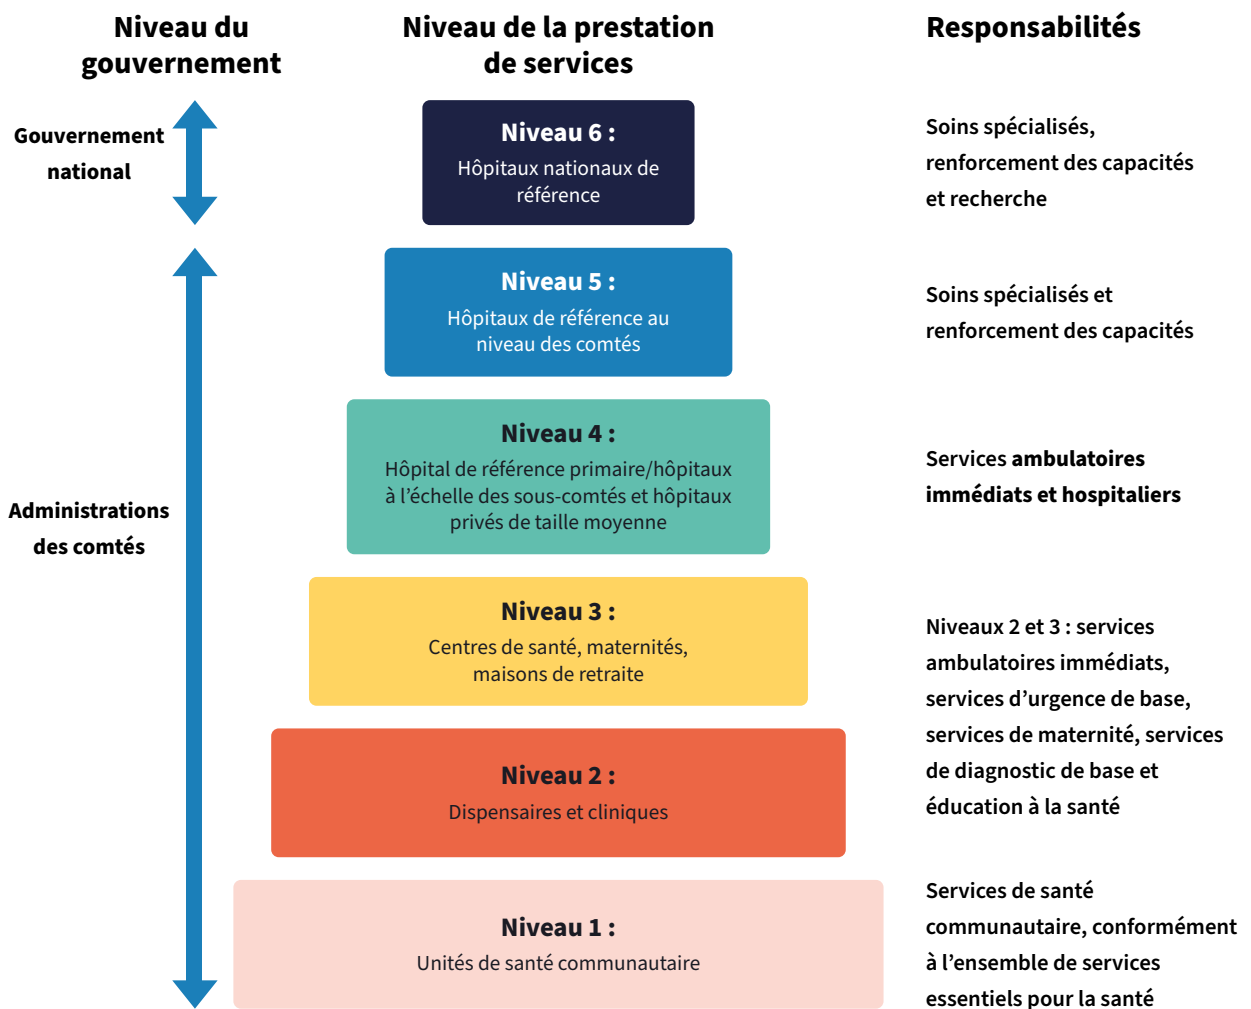 Niveau du
gouvernement
Niveau de la prestation
de services
Responsabilités
Gouvernement
national
Niveau 6 :
Hôpitaux nationaux de
référence
Soins spécialisés,
renforcement des capacités
et recherche
Niveau 5 :
Hôpitaux de référence au
niveau des comtés
Soins spécialisés et
renforcement des capacités
Administrations
des comtés
Niveau 4 :
Hôpital de référence primaire/hôpitaux
à l’échelle des sous-comtés et hôpitaux
privés de taille moyenne
Services ambulatoires
immédiats et hospitaliers
Niveau 3 :
Centres de santé, maternités,
maisons de retraite
Niveau 2 :
Dispensaires et cliniques
Niveaux 2 et 3 : services
ambulatoires immédiats,
services d’urgence de base,
services de maternité, services
de diagnostic de base et
éducation à la santé
Niveau 1 :
Unités de santé communautaire
Services de santé
communautaire, conformément
à l’ensemble de services
essentiels pour la santé